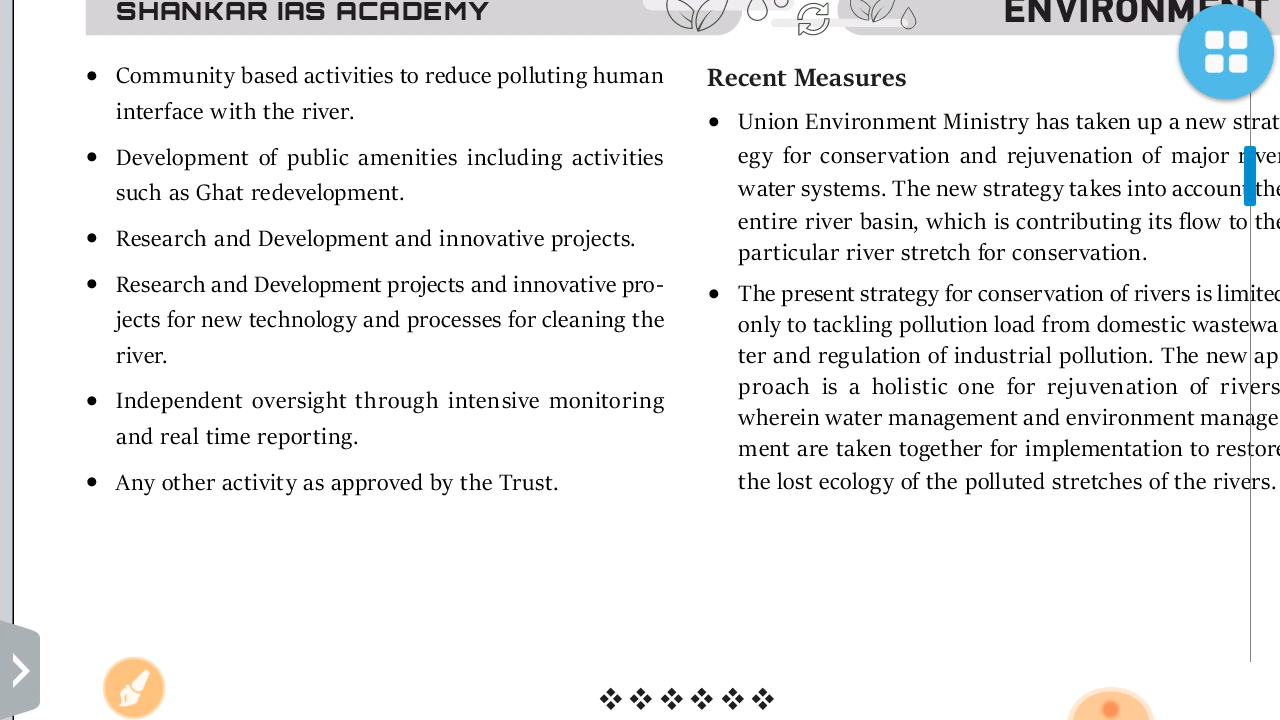 SHANKAR IAS ACADEMY
ENVIRONMENT
• Community based activities to reduce polluting human
interface with the river.
• Development of public amenities including activities
such as Ghat redevelopment.
• Research and Development and innovative projects.
• Research and Development projects and innovative pro-
jects for new technology and processes for cleaning the
river.
• Independent oversight through intensive monitoring
and real time reporting.
• Any other activity as approved by the Trust.
Recent Measures
• Union Environment Ministry has taken up a new strat
egy for conservation and rejuvenation of major river
water systems. The new strategy takes into account the
entire river basin, which is contributing its flow to the
particular river stretch for conservation.
• The present strategy for conservation of rivers is limited
only to tackling pollution load from domestic wastewa
ter and regulation of industrial pollution. The new ap
proach is a holistic one for rejuvenation of rivers
wherein water management and environment manage
ment are taken together for implementation to restore
the lost ecology of the polluted stretches of the rivers.